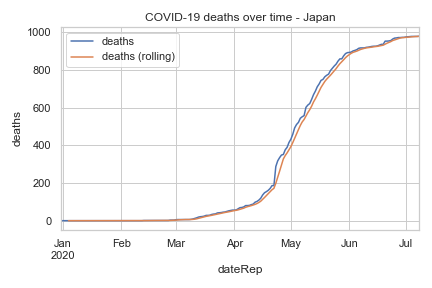 COVID-19 deaths over time - Japan
deaths
deaths (rolling)
deaths
1000
800
600
400
200
0
Jan Feb Mar Apr May Jun Jul
2020
dateRep